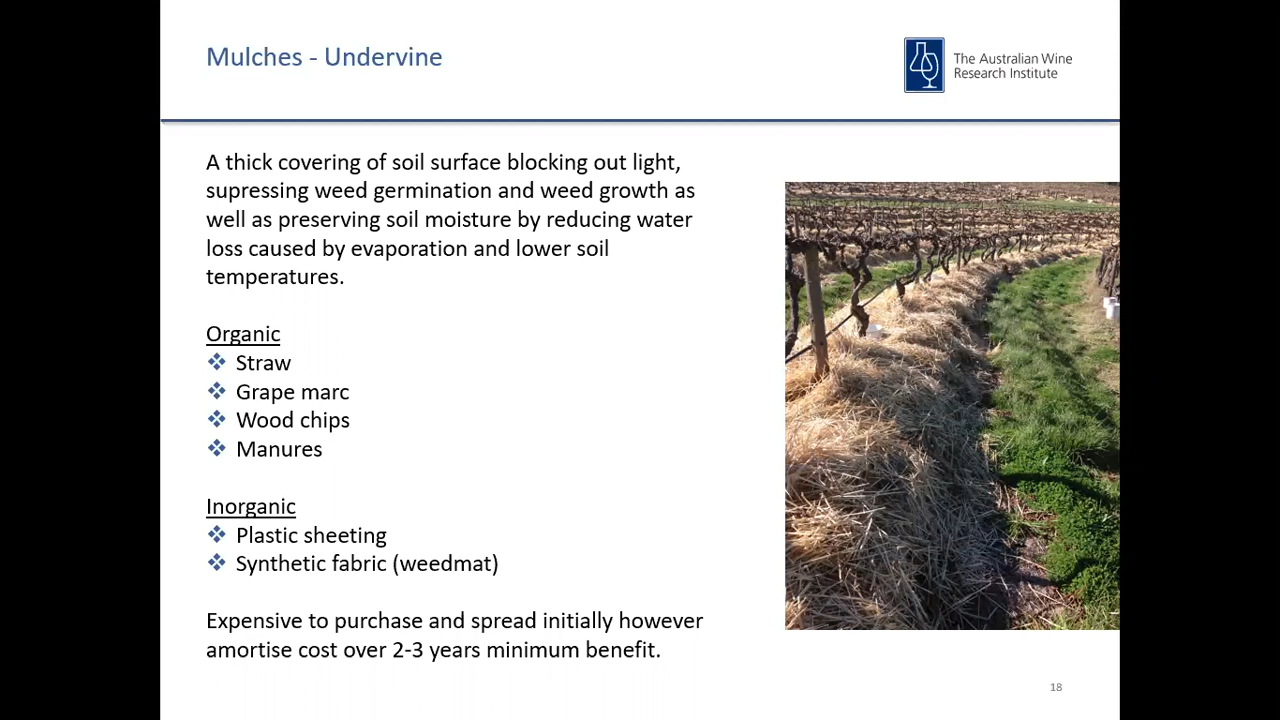 Mulches - Undervine
The Australian Wine
Research Institute
A thick covering of soil surface blocking out light,
supressing weed germination and weed growth as
well as preserving soil moisture by reducing water
loss caused by evaporation and lower soil
temperatures.
Organic
Straw
Grape marc
Wood chips
Manures
Inorganic
Plastic sheeting
Synthetic fabric (weedmat)
Expensive to purchase and spread initially however
amortise cost over 2-3 years minimum benefit.
18